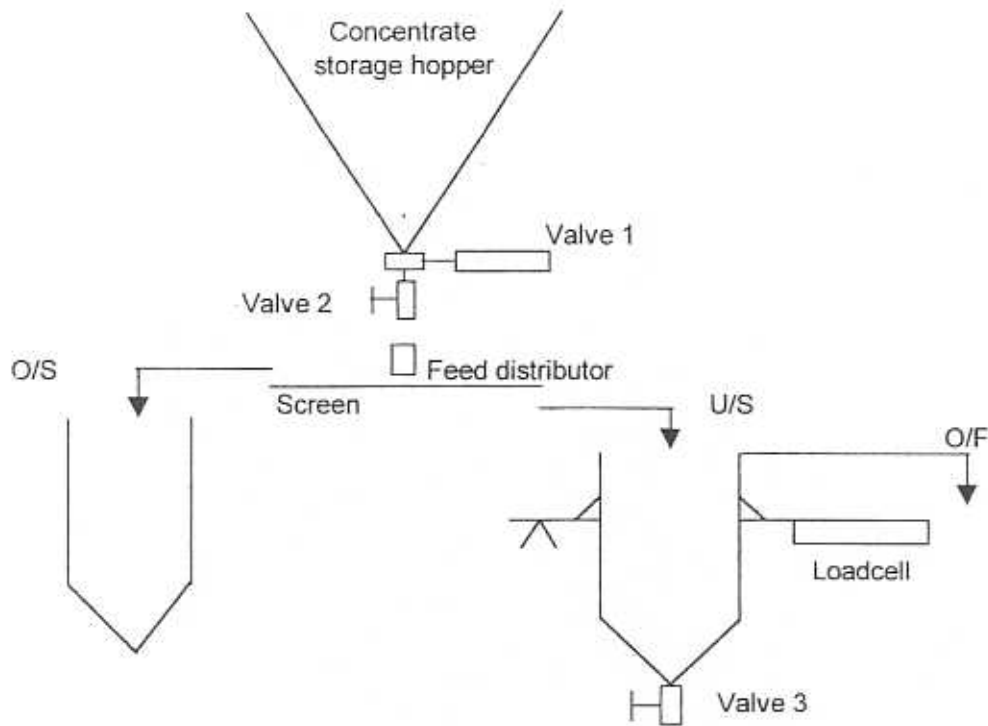 Concentrate
storage hopper
Valve 1
Valve 2
O/S
Feed distributor
Screen
U/S
O/F
Loadcell
Valve 3